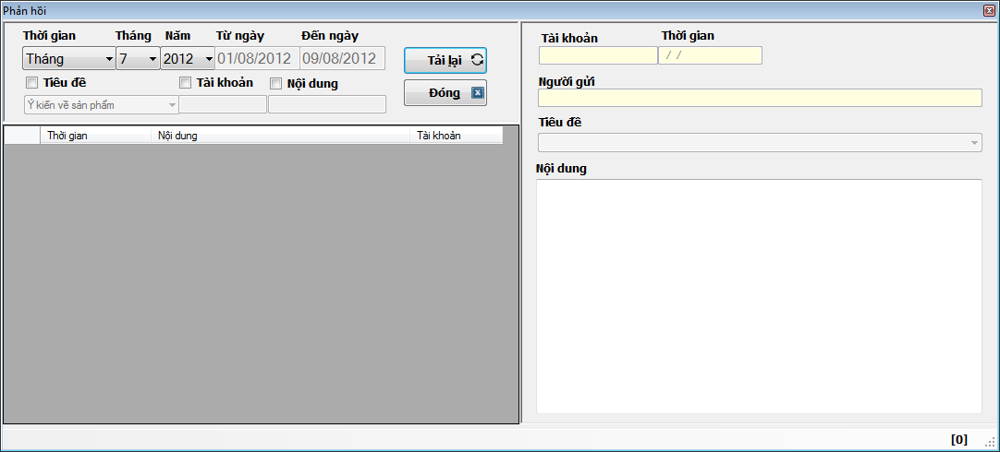 Phản hồi
Thời gian Tháng Năm Từ ngày Đến ngày
Tháng 7 2012 01/08/2012 09/08/2012
Tải lại
Tiêu đề Tài khoản Nội dung
Đóng
Ý kiến về sản phẩm
Thời gian Nội dung Tài khoản
Tài khoản Thời gian
/ /
Người gửi
Tiêu đề
Nội dung
[0]